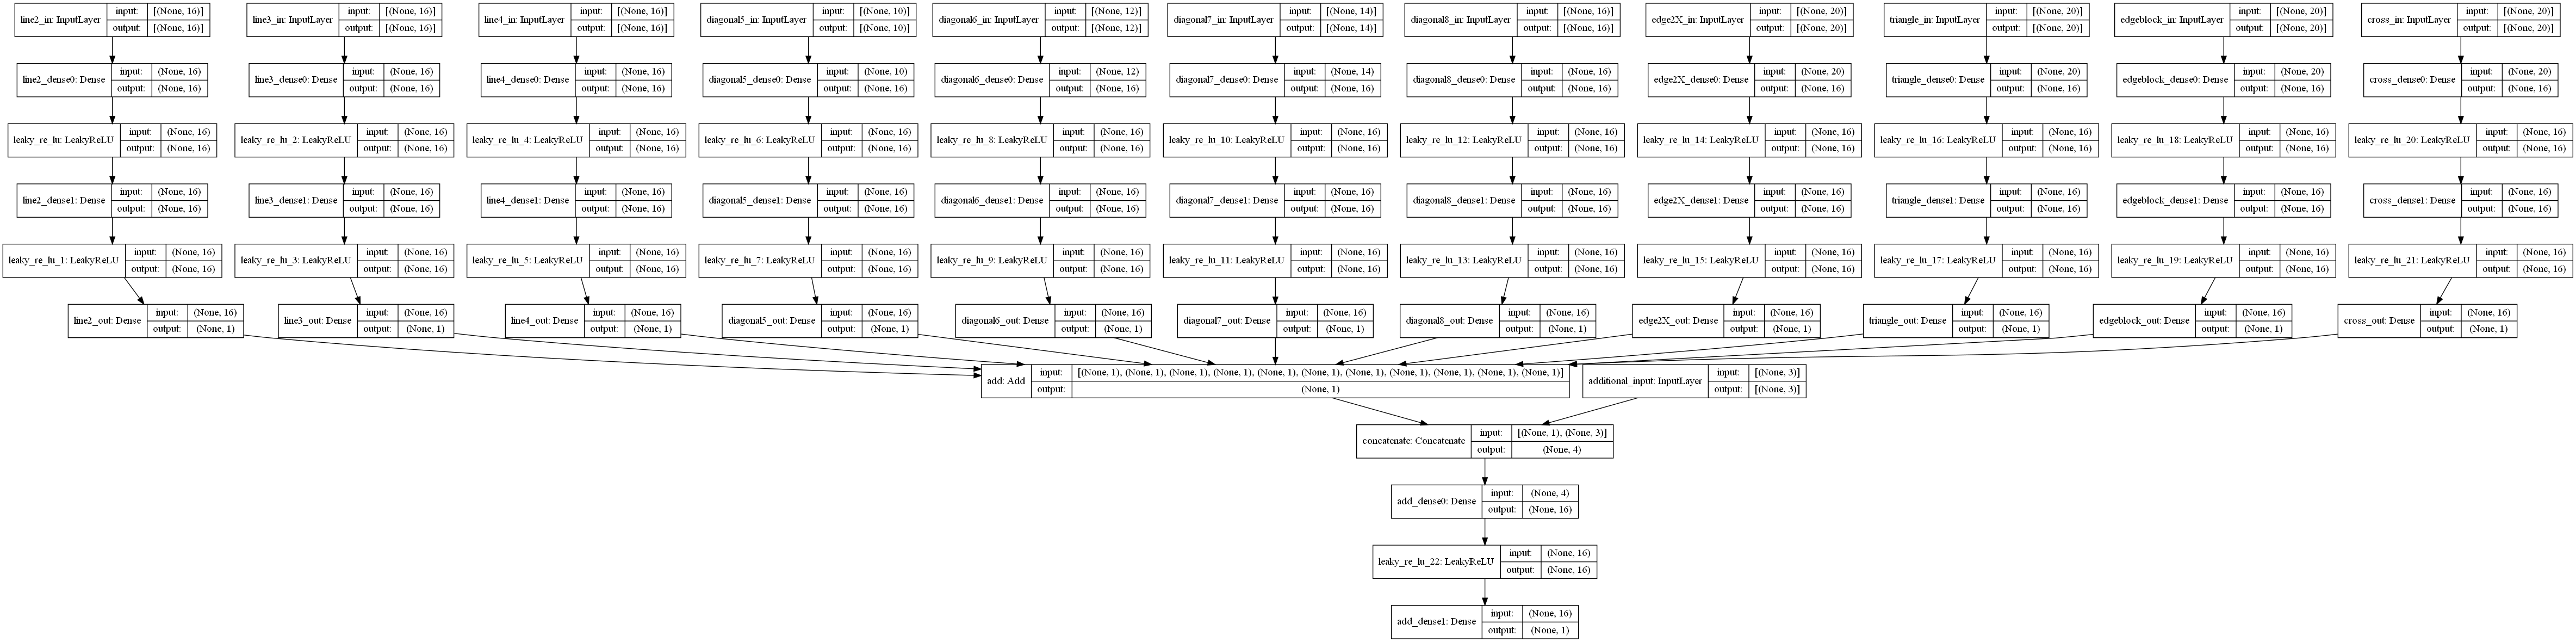 line2_in: InputLayer input: [(None, 16)] output: [(None, 16)]
line3_in: InputLayer input: [(None, 16)] output: [(None, 16)]
line4_in: InputLayer input: [(None, 16)] output: [(None, 16)]
diagonal5_in: InputLayer input: [(None, 10)] output: [(None, 10)]
diagonal6_in: InputLayer input: [(None, 12)] output: [(None, 12)]
diagonal7_in: InputLayer input: [(None, 14)] output: [(None, 14)]
diagonal8_in: InputLayer input: [(None, 16)] output: [(None, 16)]
edge2X_in: InputLayer input: [(None, 20)] output: [(None, 20)]
triangle_in: InputLayer input: [(None, 20)] output: [(None, 20)]
edgeblock_in: InputLayer input: [(None, 20)] output: [(None, 20)]
cross_in: InputLayer input: [(None, 20)] output: [(None, 20)]
line2_dense0: Dense input: (None, 16) output: (None, 16)
line3_dense0: Dense input: (None, 16) output: (None, 16)
line4_dense0: Dense input: (None, 16) output: (None, 16)
diagonal5_dense0: Dense input: (None, 10) output: (None, 16)
diagonal6_dense0: Dense input: (None, 12) output: (None, 16)
diagonal7_dense0: Dense input: (None, 14) output: (None, 16)
diagonal8_dense0: Dense input: (None, 16) output: (None, 16)
edge2X_dense0: Dense input: (None, 20) output: (None, 16)
triangle_dense0: Dense input: (None, 20) output: (None, 16)
edgeblock_dense0: Dense input: (None, 20) output: (None, 16)
cross_dense0: Dense input: (None, 20) output: (None, 16)
leaky_re_lu: LeakyReLU input: (None, 16) output: (None, 16)
leaky_re_lu_2: LeakyReLU input: (None, 16) output: (None, 16)
leaky_re_lu_4: LeakyReLU input: (None, 16) output: (None, 16)
leaky_re_lu_6: LeakyReLU input: (None, 16) output: (None, 16)
leaky_re_lu_8: LeakyReLU input: (None, 16) output: (None, 16)
leaky_re_lu_10: LeakyReLU input: (None, 16) output: (None, 16)
leaky_re_lu_12: LeakyReLU input: (None, 16) output: (None, 16)
leaky_re_lu_14: LeakyReLU input: (None, 16) output: (None, 16)
leaky_re_lu_16: LeakyReLU input: (None, 16) output: (None, 16)
leaky_re_lu_18: LeakyReLU input: (None, 16) output: (None, 16)
leaky_re_lu_20: LeakyReLU input: (None, 16) output: (None, 16)
line2_dense1: Dense input: (None, 16) output: (None, 16)
line3_dense1: Dense input: (None, 16) output: (None, 16)
line4_dense1: Dense input: (None, 16) output: (None, 16)
diagonal5_dense1: Dense input: (None, 16) output: (None, 16)
diagonal6_dense1: Dense input: (None, 16) output: (None, 16)
diagonal7_dense1: Dense input: (None, 16) output: (None, 16)
diagonal8_dense1: Dense input: (None, 16) output: (None, 16)
edge2X_dense1: Dense input: (None, 16) output: (None, 16)
triangle_dense1: Dense input: (None, 16) output: (None, 16)
edgeblock_dense1: Dense input: (None, 16) output: (None, 16)
cross_dense1: Dense input: (None, 16) output: (None, 16)
leaky_re_lu_1: LeakyReLU input: (None, 16) output: (None, 16)
leaky_re_lu_3: LeakyReLU input: (None, 16) output: (None, 16)
leaky_re_lu_5: LeakyReLU input: (None, 16) output: (None, 16)
leaky_re_lu_7: LeakyReLU input: (None, 16) output: (None, 16)
leaky_re_lu_9: LeakyReLU input: (None, 16) output: (None, 16)
leaky_re_lu_11: LeakyReLU input: (None, 16) output: (None, 16)
leaky_re_lu_13: LeakyReLU input: (None, 16) output: (None, 16)
leaky_re_lu_15: LeakyReLU input: (None, 16) output: (None, 16)
leaky_re_lu_17: LeakyReLU input: (None, 16) output: (None, 16)
leaky_re_lu_19: LeakyReLU input: (None, 16) output: (None, 16)
leaky_re_lu_21: LeakyReLU input: (None, 16) output: (None, 16)
line2_out: Dense input: (None, 16) output: (None, 1)
line3_out: Dense input: (None, 16) output: (None, 1)
line4_out: Dense input: (None, 16) output: (None, 1)
diagonal5_out: Dense input: (None, 16) output: (None, 1)
diagonal6_out: Dense input: (None, 16) output: (None, 1)
diagonal7_out: Dense input: (None, 16) output: (None, 1)
diagonal8_out: Dense input: (None, 16) output: (None, 1)
edge2X_out: Dense input: (None, 16) output: (None, 1)
triangle_out: Dense input: (None, 16) output: (None, 1)
edgeblock_out: Dense input: (None, 16) output: (None, 1)
cross_out: Dense input: (None, 16) output: (None, 1)
add: Add input: [(None, 1), (None, 1), (None, 1), (None, 1), (None, 1), (None, 1), (None, 1), (None, 1), (None, 1), (None, 1), (None, 1)] output: (None, 1)
additional_input: InputLayer input: [(None, 3)] output: [(None, 3)]
concatenate: Concatenate input: [(None, 1), (None, 3)] output: (None, 4)
add_dense0: Dense input: (None, 4) output: (None, 16)
leaky_re_lu_22: LeakyReLU input: (None, 16) output: (None, 16)
add_dense1: Dense input: (None, 16) output: (None, 1)